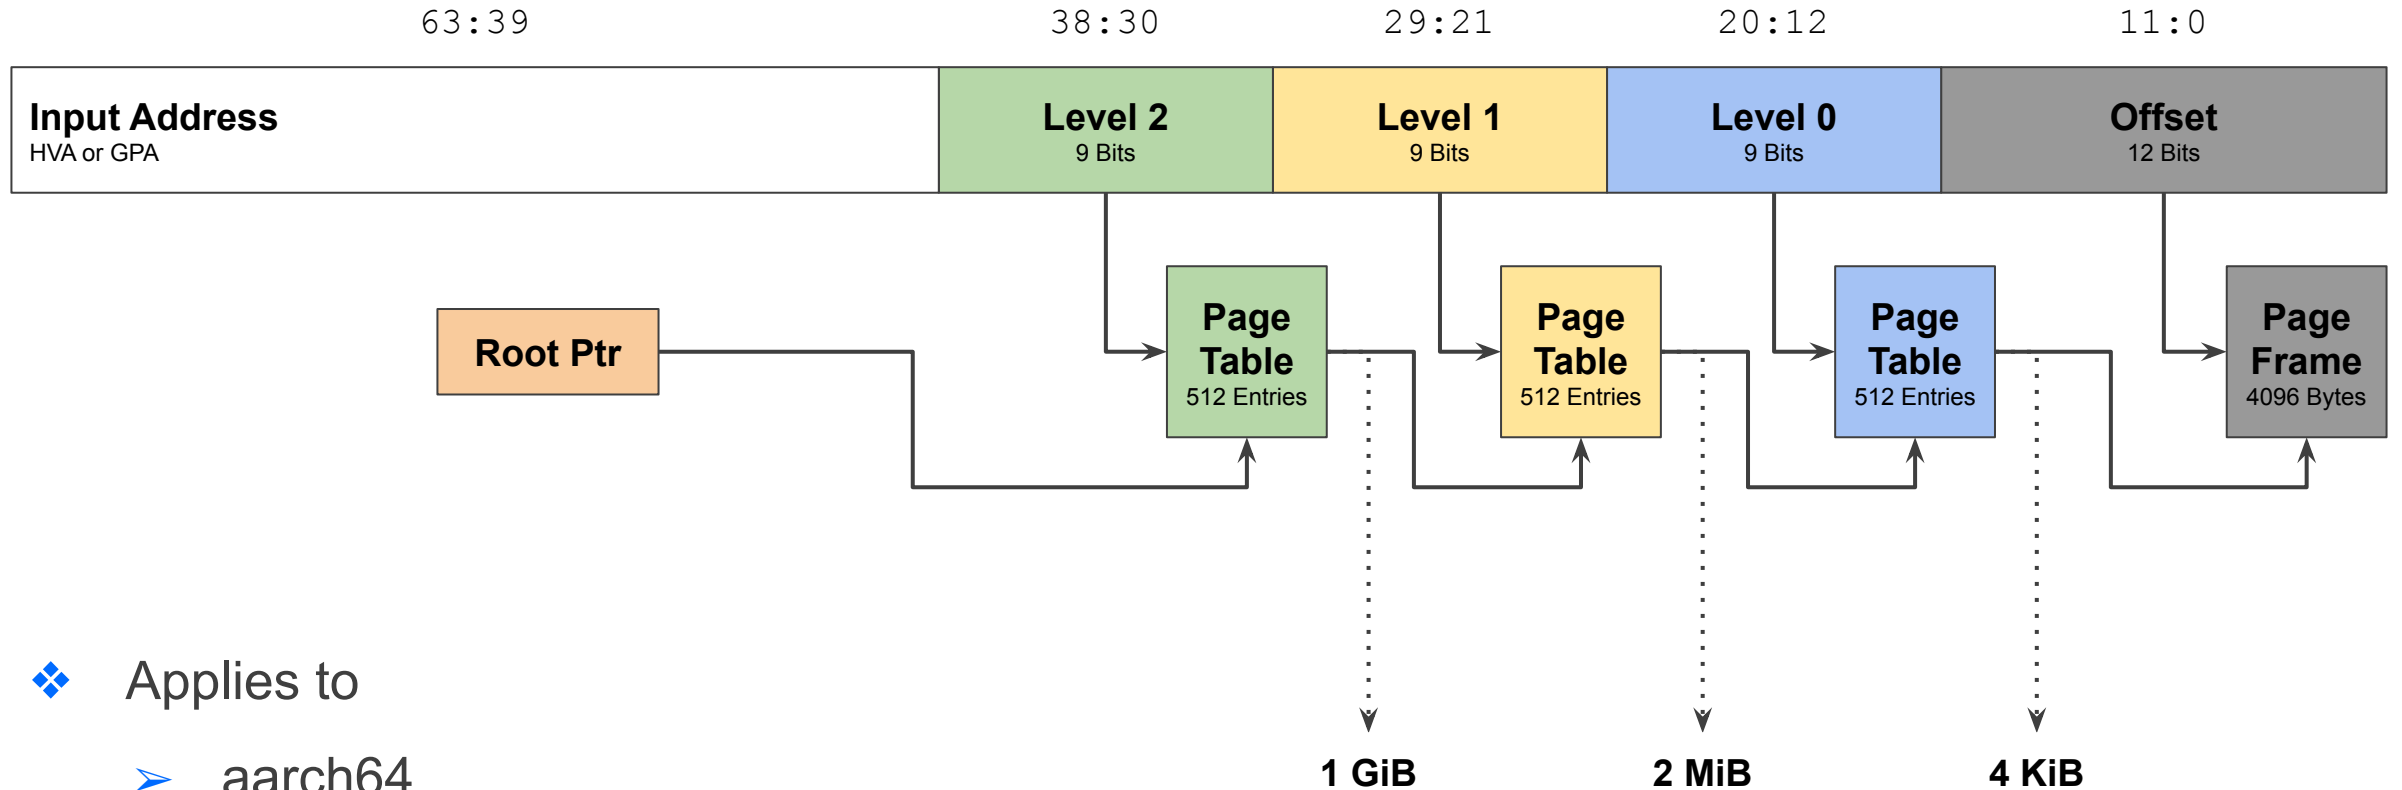 63:39 38:30 29:21 20:12 11:0
Input Address
HVA or GPA
Level 2
9 Bits
Level 1
9 Bits
Level 0
9 Bits
Offset
12 Bits
Root Ptr
Page
Table
512 Entries
Page
Table
512 Entries
Page
Table
512 Entries
Page
Frame
4096 Bytes
Applies to
aarch64
1 GiB 2 MiB 4 KiB